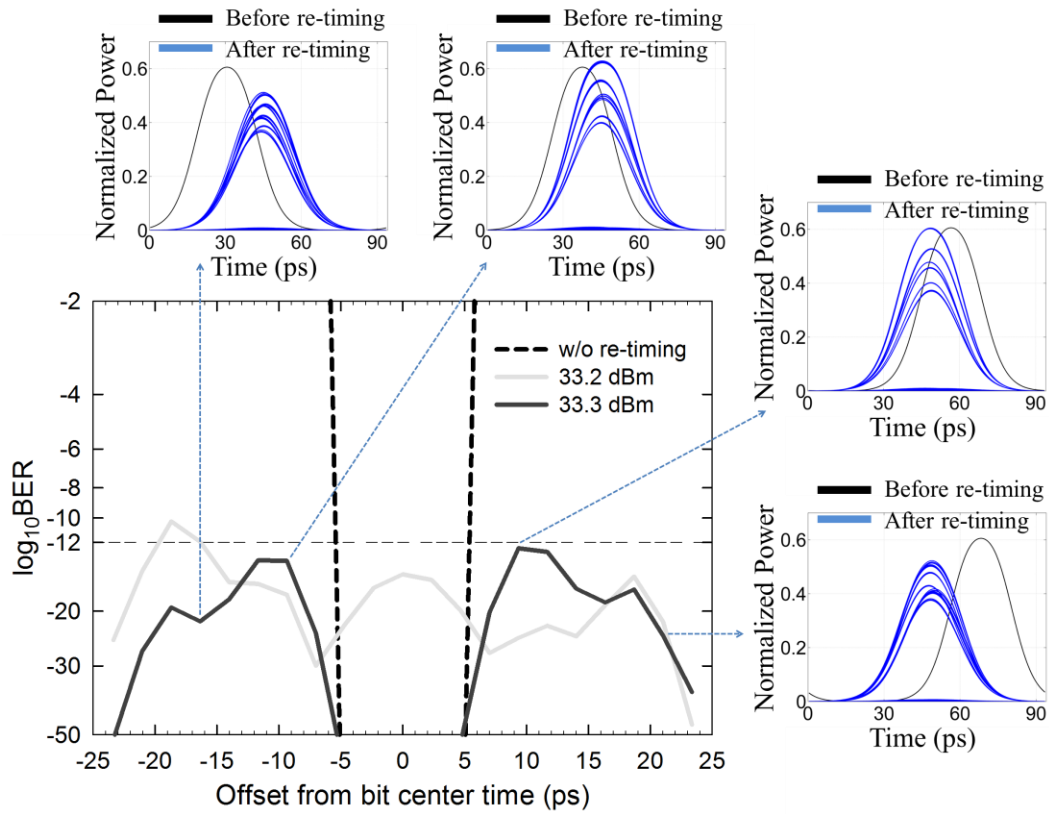 Before re-timing
After re-timing
Normalized Power
0.6
0.4
0.2
0
0 30 60 90
Time (ps)
Before re-timing
After re-timing
Normalized Power
0.6
0.4
0.2
0
0 30 60 90
Time (ps)
Before re-timing
After re-timing
Normalized Power
0.6
0.4
0.2
0
0 30 60 90
Time (ps)
Before re-timing
After re-timing
Normalized Power
0.6
0.4
0.2
0
0 30 60 90
Time (ps)
w/o re-timing
33.2 dBm
33.3 dBm
log10BER
-2
-4
-6
-8
-10
-12
-20
-30
-50
-25 -20 -15 -10 -5 0 5 10 15 20 25
Offset from bit center time (ps)